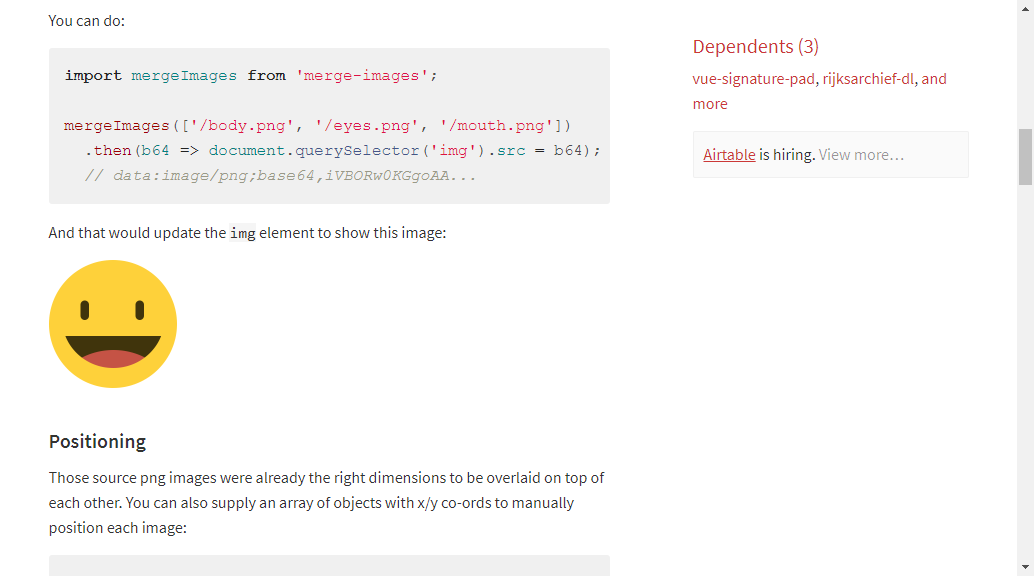 You can do:
import mergeImages from 'merge-images';
mergeImages(['/body.png', '/eyes.png', '/mouth.png'])
  .then(b64 => document.querySelector('img').src = b64);
  // data:image/png;base64,iVBORw0KGgoAA...
And that would update the img element to show this image:
Positioning
Those source png images were already the right dimensions to be overlaid on top of
each other. You can also supply an array of objects with x/y co-ords to manually
position each image:
Dependents (3)
vue-signature-pad, rijksarchief-dl, and
more
Airtable is hiring. View more…